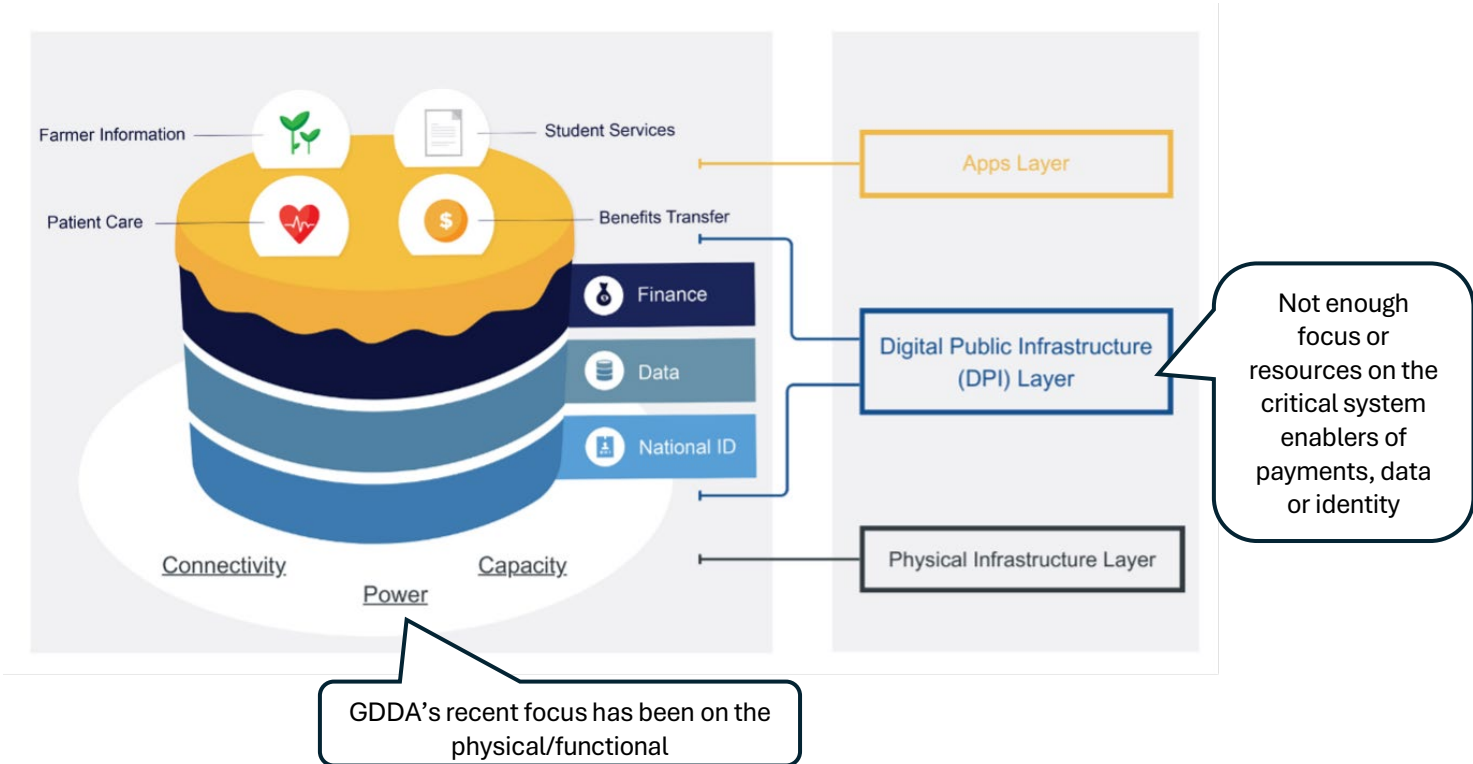 Farmer Information
Student Services
Patient Care
$
Benefits Transfer
Finance
Data
National ID
Connectivity
Capacity
Power
Apps Layer
Digital Public Infrastructure
(DPI) Layer
Physical Infrastructure Layer
Not enough
focus or
resources on the
critical system
enablers of
payments, data
or identity
GDDA’s recent focus has been on the
physical/functional